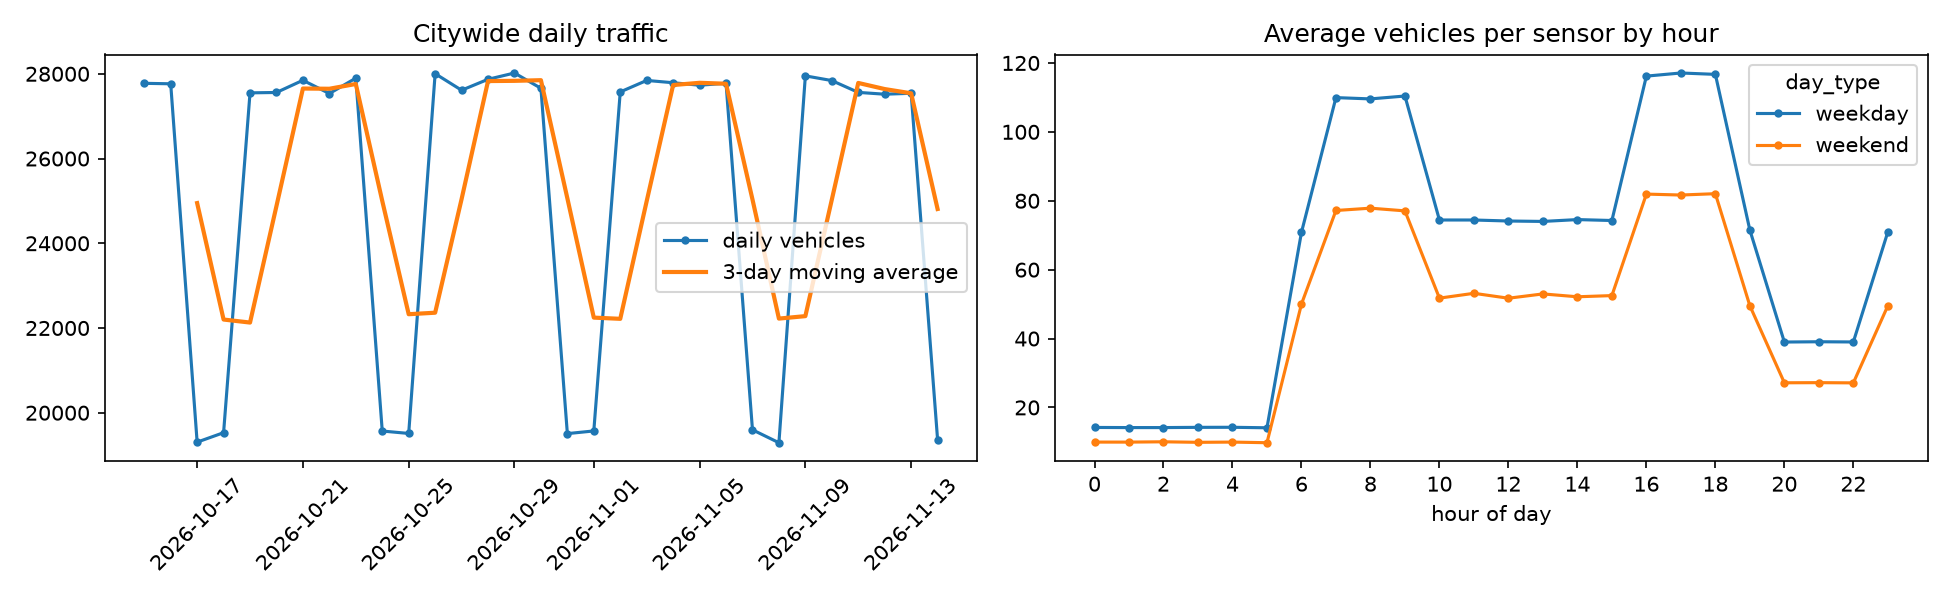 Citywide daily traffic
28000
26000
24000
22000
20000
daily vehicles
3-day moving average
2026-10-17
2026-10-21
2026-10-25
2026-10-29
2026-11-01
2026-11-05
2026-11-09
2026-11-13
Average vehicles per sensor by hour
120
100
80
60
40
20
day_type
weekday
weekend
0 2 4 6 8 10 12 14 16 18 20 22
hour of day